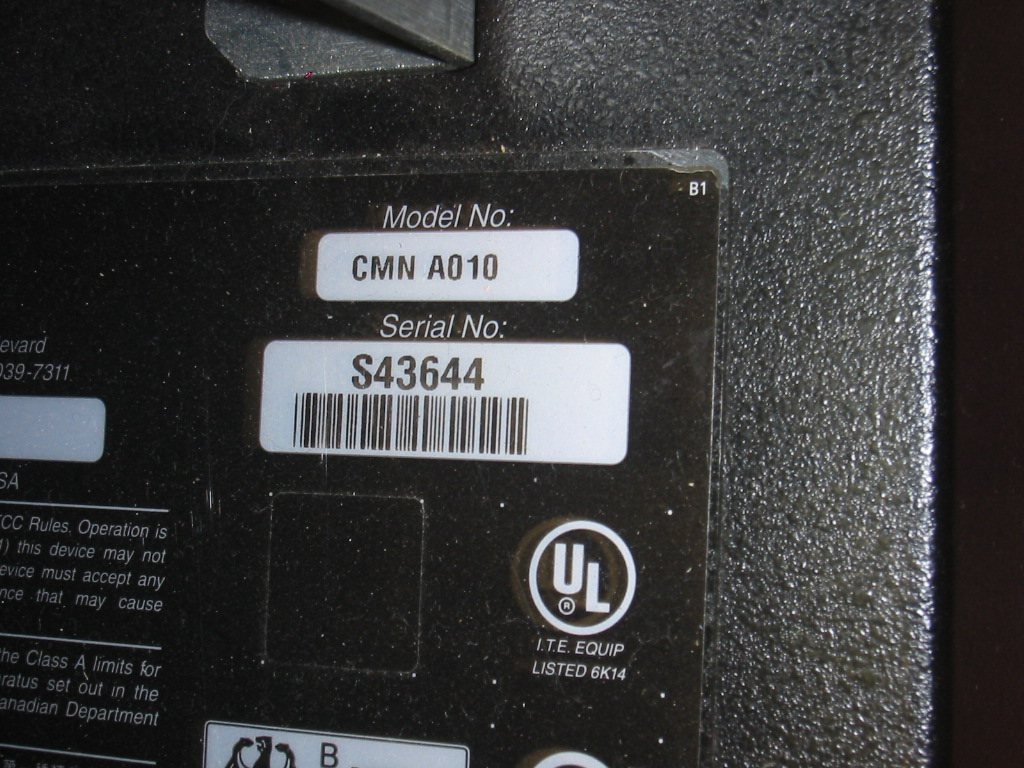 B1
Model No:
CMN A010
Serial No:
S43644
evard
039-7311
SA
CC Rules. Operation is
1) this device may not
evice must accept any
nce that may cause
UL
®
I.T.E. EQUIP
LISTED 6K14
the Class A limits for
ratus set out in the
anadian Department
B